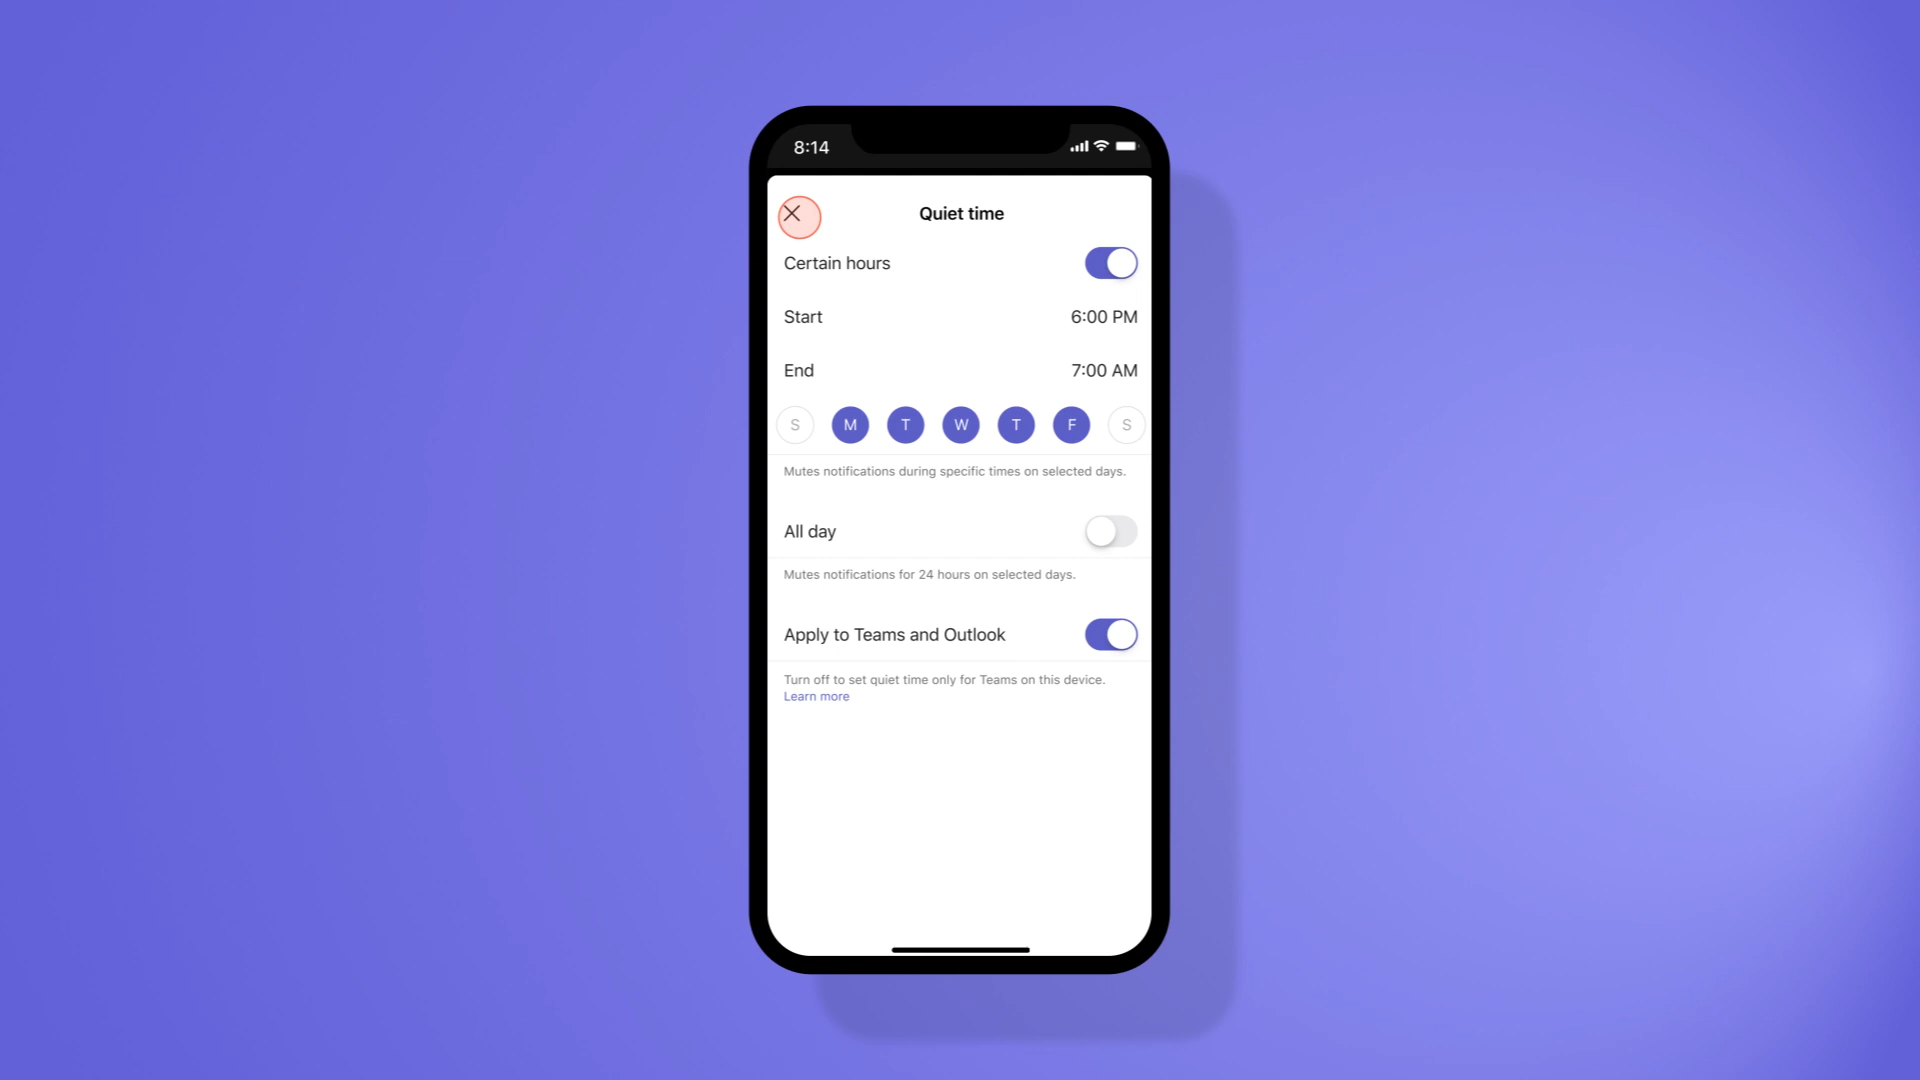 8:14
Quiet time
Certain hours
Start 6:00 PM
End 7:00 AM
S M T W T F S
Mutes notifications during specific times on selected days.
All day
Mutes notifications for 24 hours on selected days.
Apply to Teams and Outlook
Turn off to set quiet time only for Teams on this device.
Learn more